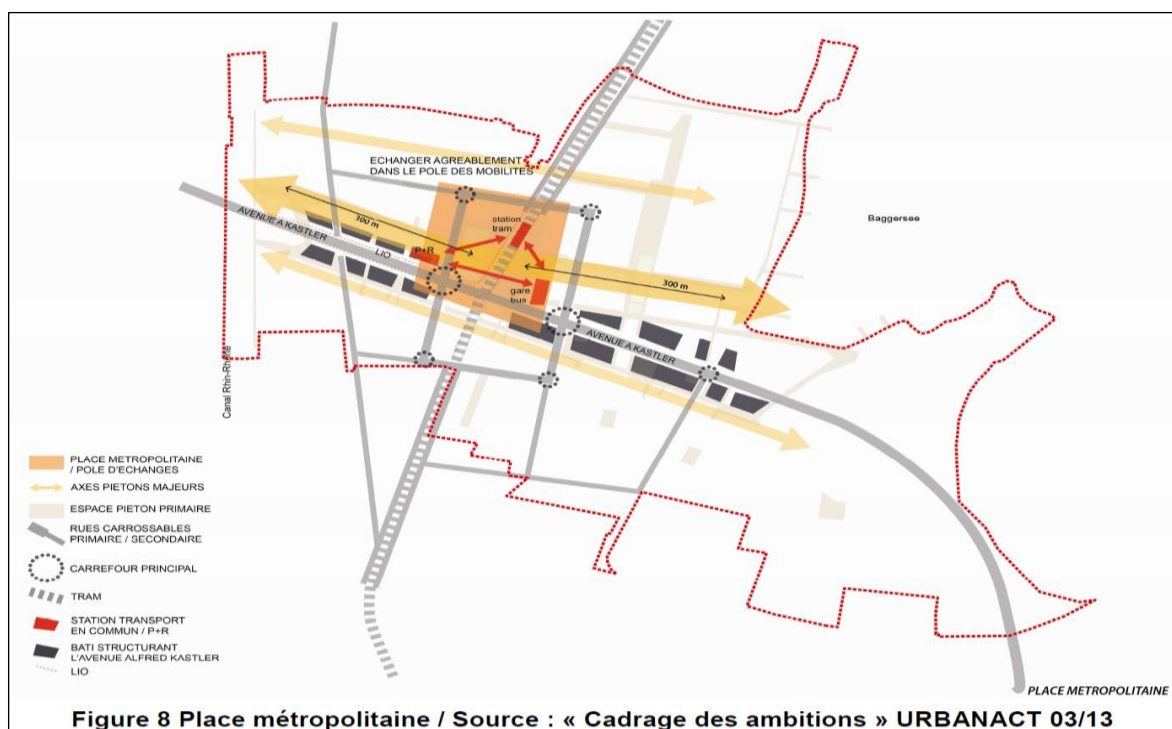 ECHANGER AGREABLEMENT
DANS LE POLE DES MOBILITES
Baggersee
station
tram
300 m
AVENUE A KASTLER
P+R
LIO
gare
bus
300 m
AVENUE A KASTLER
Canal Rhin-Rhône
PLACE METROPOLITAINE
/ POLE D'ECHANGES
AXES PIETONS MAJEURS
ESPACE PIETON PRIMAIRE
RUES CARROSSABLES
PRIMAIRE / SECONDAIRE
CARREFOUR PRINCIPAL
TRAM
STATION TRANSPORT
EN COMMUN / P+R
BATI STRUCTURANT
L'AVENUE ALFRED KASTLER
LIO
PLACE METROPOLITAINE
Figure 8 Place métropolitaine / Source : « Cadrage des ambitions » URBANACT 03/13